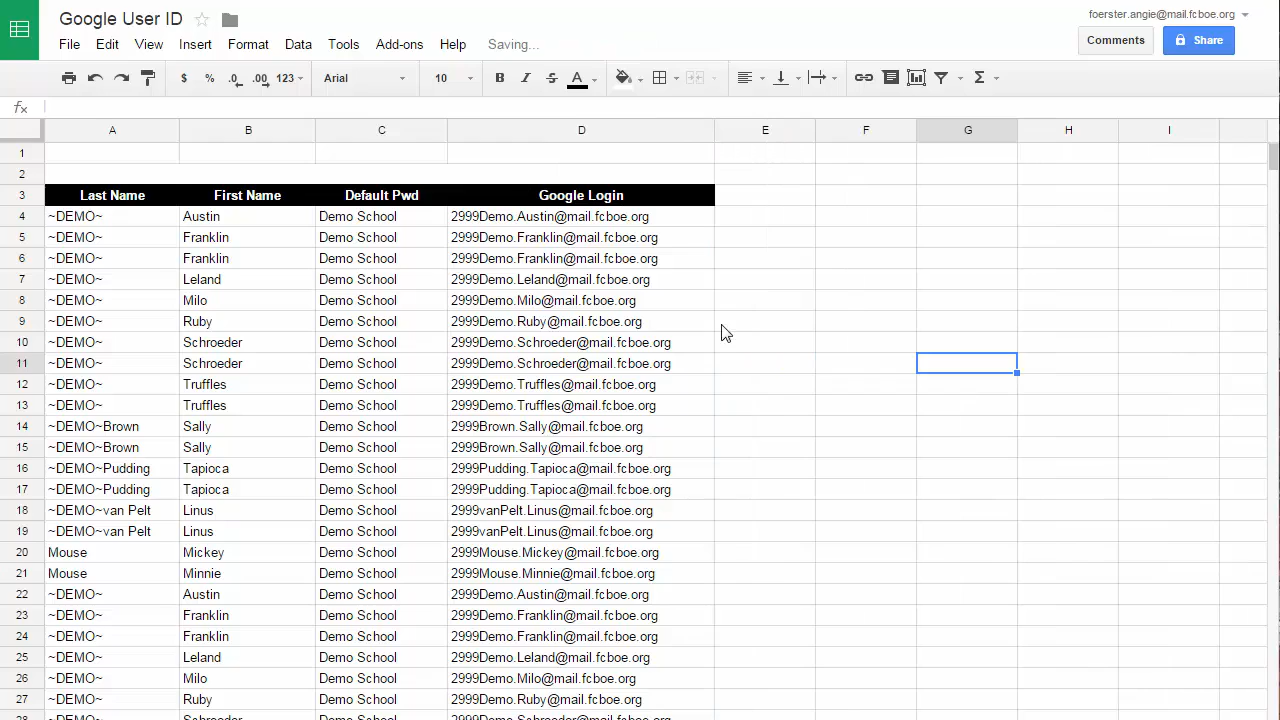 Google User ID
foerster.angie@mail.fcboe.org
File Edit View Insert Format Data Tools Add-ons Help Saving...
Comments Share
$ % .0 .00 123 Arial 10 B I S A Σ
fx
A B C D E F G H I
1
2
3 Last Name First Name Default Pwd Google Login
4 ~DEMO~ Austin Demo School 2999Demo.Austin@mail.fcboe.org
5 ~DEMO~ Franklin Demo School 2999Demo.Franklin@mail.fcboe.org
6 ~DEMO~ Franklin Demo School 2999Demo.Franklin@mail.fcboe.org
7 ~DEMO~ Leland Demo School 2999Demo.Leland@mail.fcboe.org
8 ~DEMO~ Milo Demo School 2999Demo.Milo@mail.fcboe.org
9 ~DEMO~ Ruby Demo School 2999Demo.Ruby@mail.fcboe.org
10 ~DEMO~ Schroeder Demo School 2999Demo.Schroeder@mail.fcboe.org
11 ~DEMO~ Schroeder Demo School 2999Demo.Schroeder@mail.fcboe.org
12 ~DEMO~ Truffles Demo School 2999Demo.Truffles@mail.fcboe.org
13 ~DEMO~ Truffles Demo School 2999Demo.Truffles@mail.fcboe.org
14 ~DEMO~Brown Sally Demo School 2999Brown.Sally@mail.fcboe.org
15 ~DEMO~Brown Sally Demo School 2999Brown.Sally@mail.fcboe.org
16 ~DEMO~Pudding Tapioca Demo School 2999Pudding.Tapioca@mail.fcboe.org
17 ~DEMO~Pudding Tapioca Demo School 2999Pudding.Tapioca@mail.fcboe.org
18 ~DEMO~van Pelt Linus Demo School 2999vanPelt.Linus@mail.fcboe.org
19 ~DEMO~van Pelt Linus Demo School 2999vanPelt.Linus@mail.fcboe.org
20 Mouse Mickey Demo School 2999Mouse.Mickey@mail.fcboe.org
21 Mouse Minnie Demo School 2999Mouse.Minnie@mail.fcboe.org
22 ~DEMO~ Austin Demo School 2999Demo.Austin@mail.fcboe.org
23 ~DEMO~ Franklin Demo School 2999Demo.Franklin@mail.fcboe.org
24 ~DEMO~ Franklin Demo School 2999Demo.Franklin@mail.fcboe.org
25 ~DEMO~ Leland Demo School 2999Demo.Leland@mail.fcboe.org
26 ~DEMO~ Milo Demo School 2999Demo.Milo@mail.fcboe.org
27 ~DEMO~ Ruby Demo School 2999Demo.Ruby@mail.fcboe.org
28 ~DEMO~ Schroeder Demo School 2999Demo.Schroeder@mail.fcboe.org